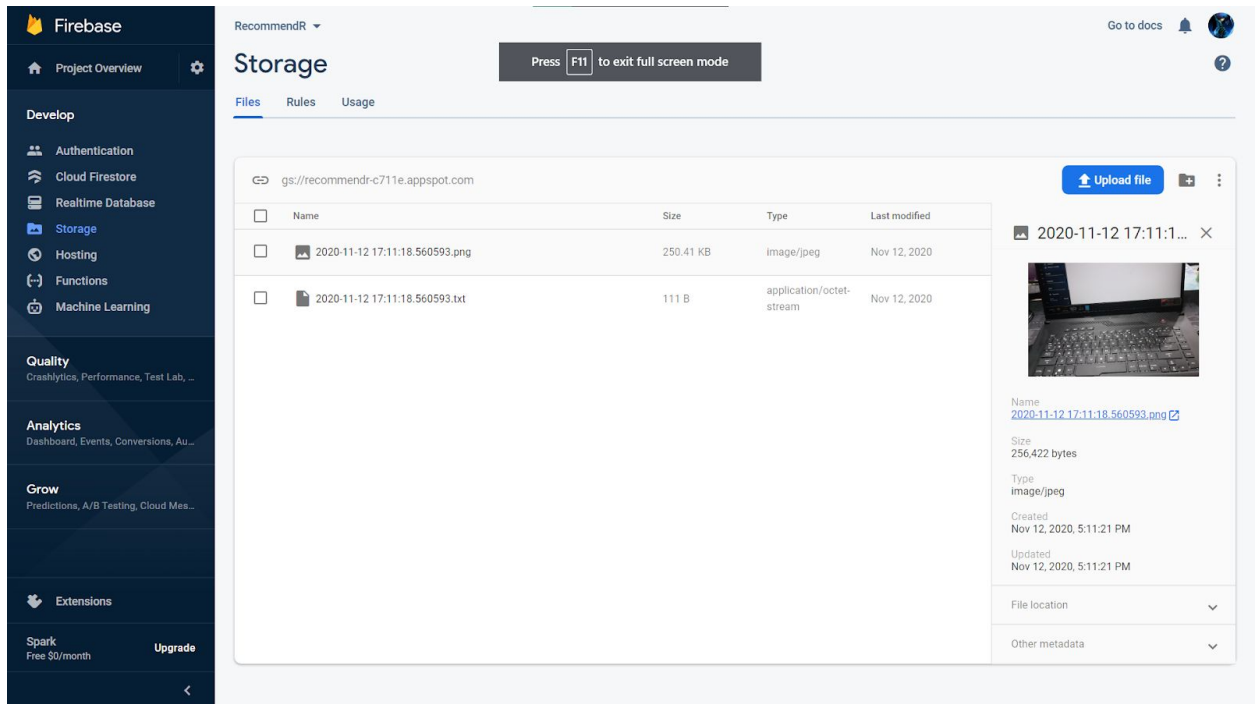 Firebase
Project Overview
Develop
Authentication
Cloud Firestore
Realtime Database
Storage
Hosting
Functions
Machine Learning
Quality
Crashlytics, Performance, Test Lab, ...
Analytics
Dashboard, Events, Conversions, Au...
Grow
Predictions, A/B Testing, Cloud Mes...
Extensions
Spark
Free $0/month
Upgrade
RecommendR
Go to docs
Storage
Press F11 to exit full screen mode
Files Rules Usage
gs://recommendr-c711e.appspot.com
Upload file
Name Size Type Last modified
2020-11-12 17:11:18.560593.png 250.41 KB image/jpeg Nov 12, 2020
2020-11-12 17:11:18.560593.txt 111 B application/octet-
stream Nov 12, 2020
2020-11-12 17:11:1...
Name
2020-11-12 17:11:18.560593.png
Size
256,422 bytes
Type
image/jpeg
Created
Nov 12, 2020, 5:11:21 PM
Updated
Nov 12, 2020, 5:11:21 PM
File location
Other metadata